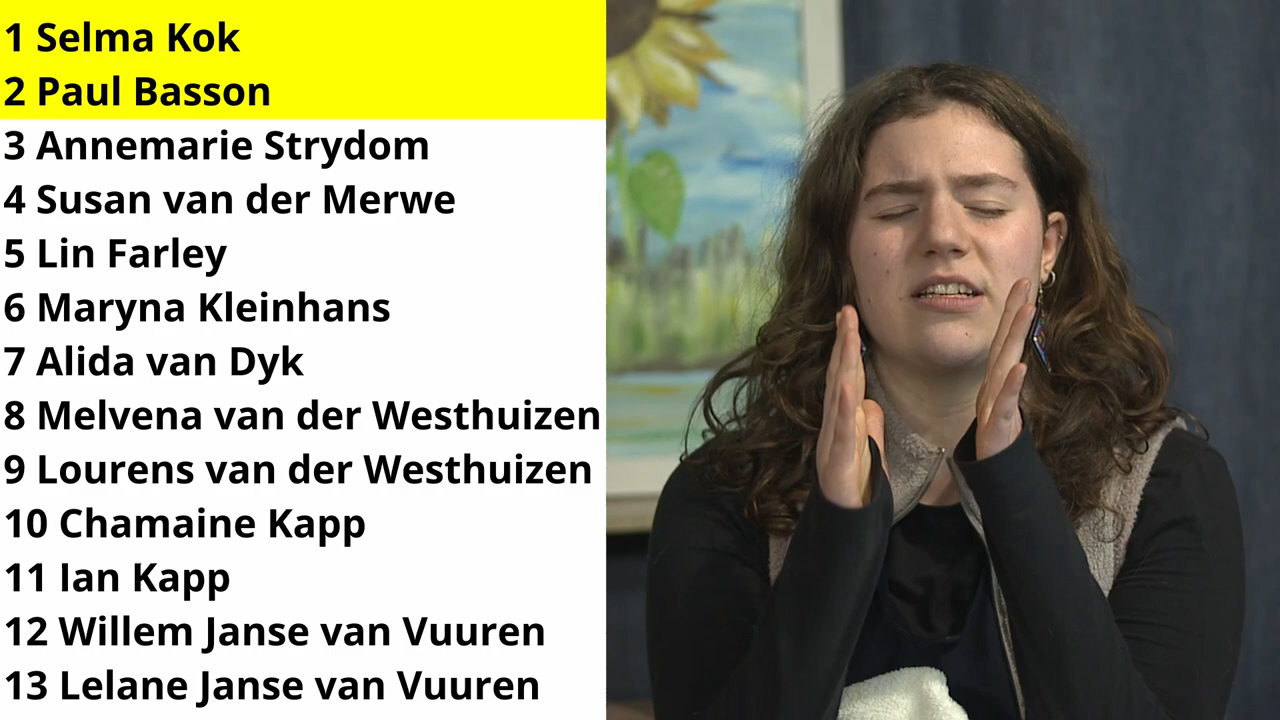 1 Selma Kok
2 Paul Basson
3 Annemarie Strydom
4 Susan van der Merwe
5 Lin Farley
6 Maryna Kleinhans
7 Alida van Dyk
8 Melvena van der Westhuizen
9 Lourens van der Westhuizen
10 Chamaine Kapp
11 Ian Kapp
12 Willem Janse van Vuuren
13 Lelane Janse van Vuuren